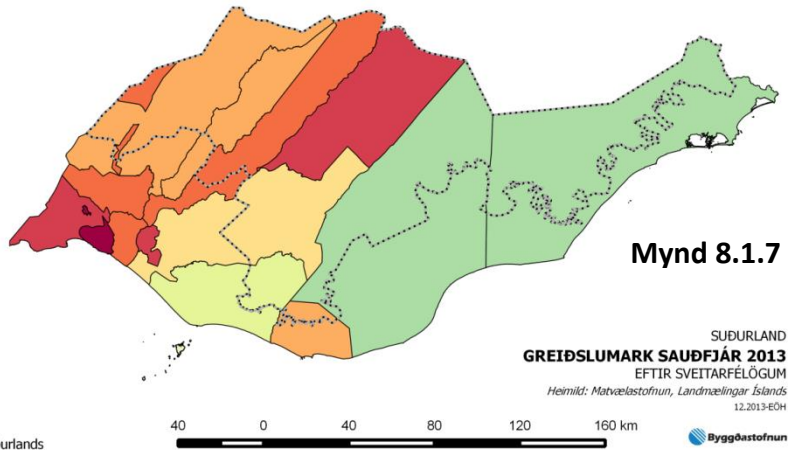 Mynd 8.1.7
SUÐURLAND
GREIÐSLUMARK SAUÐFJÁR 2013
EFTIR SVEITARFÉLÖGUM
Heimild: Matvælastofnun, Landmælingar Íslands
12.2013-EÖH
40 0 40 80 120 160 km
urlands
Byggðastofnun